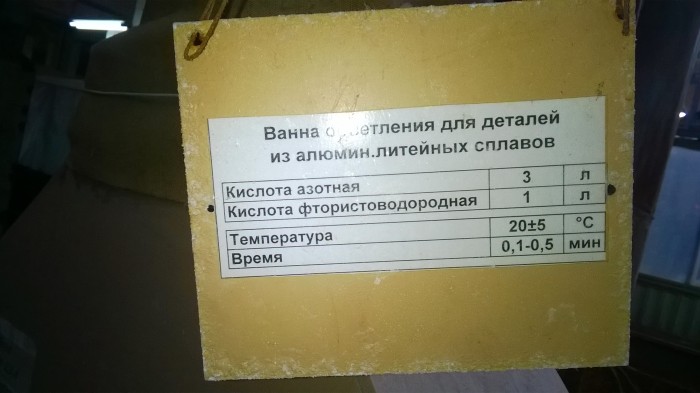 Ванна осветления для деталей
из алюмин.литейных сплавов
Кислота азотная 3 л
Кислота фтористоводородная 1 л
Температура 20±5 °С
Время 0,1-0,5 мин